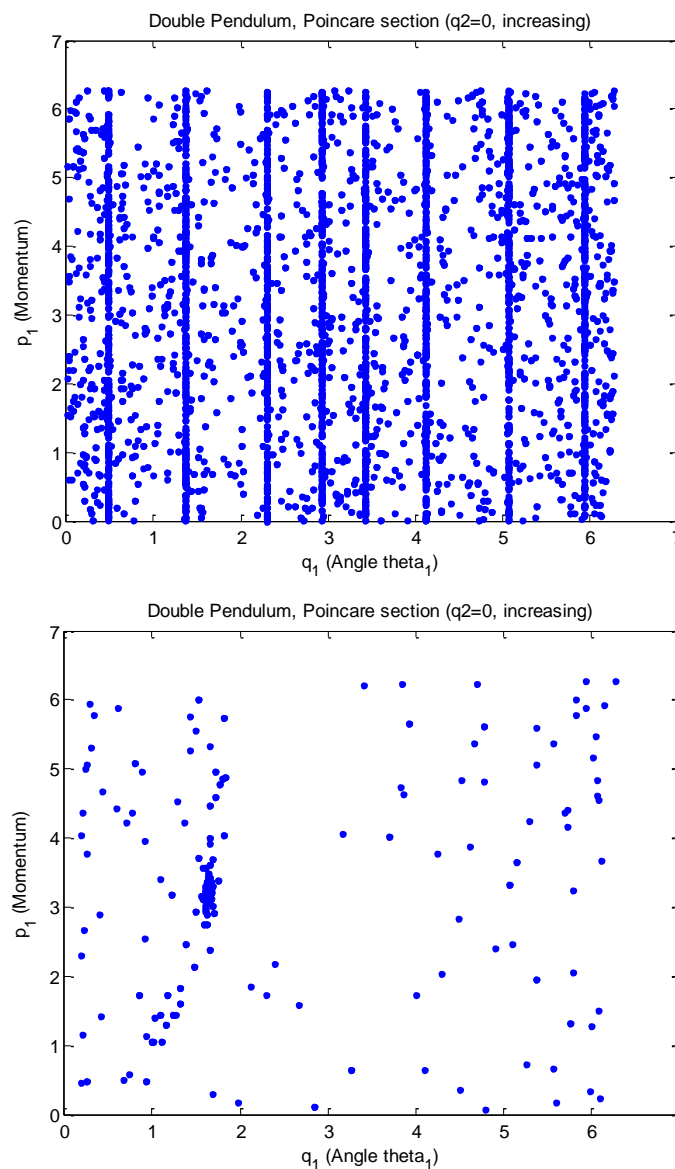 Double Pendulum, Poincare section (q2=0, increasing)
7
6
5
4
3
2
1
0
p1 (Momentum)
0 1 2 3 4 5 6 7
q1 (Angle theta1)
Double Pendulum, Poincare section (q2=0, increasing)
7
6
5
4
3
2
1
0
p1 (Momentum)
0 1 2 3 4 5 6
q1 (Angle theta1)